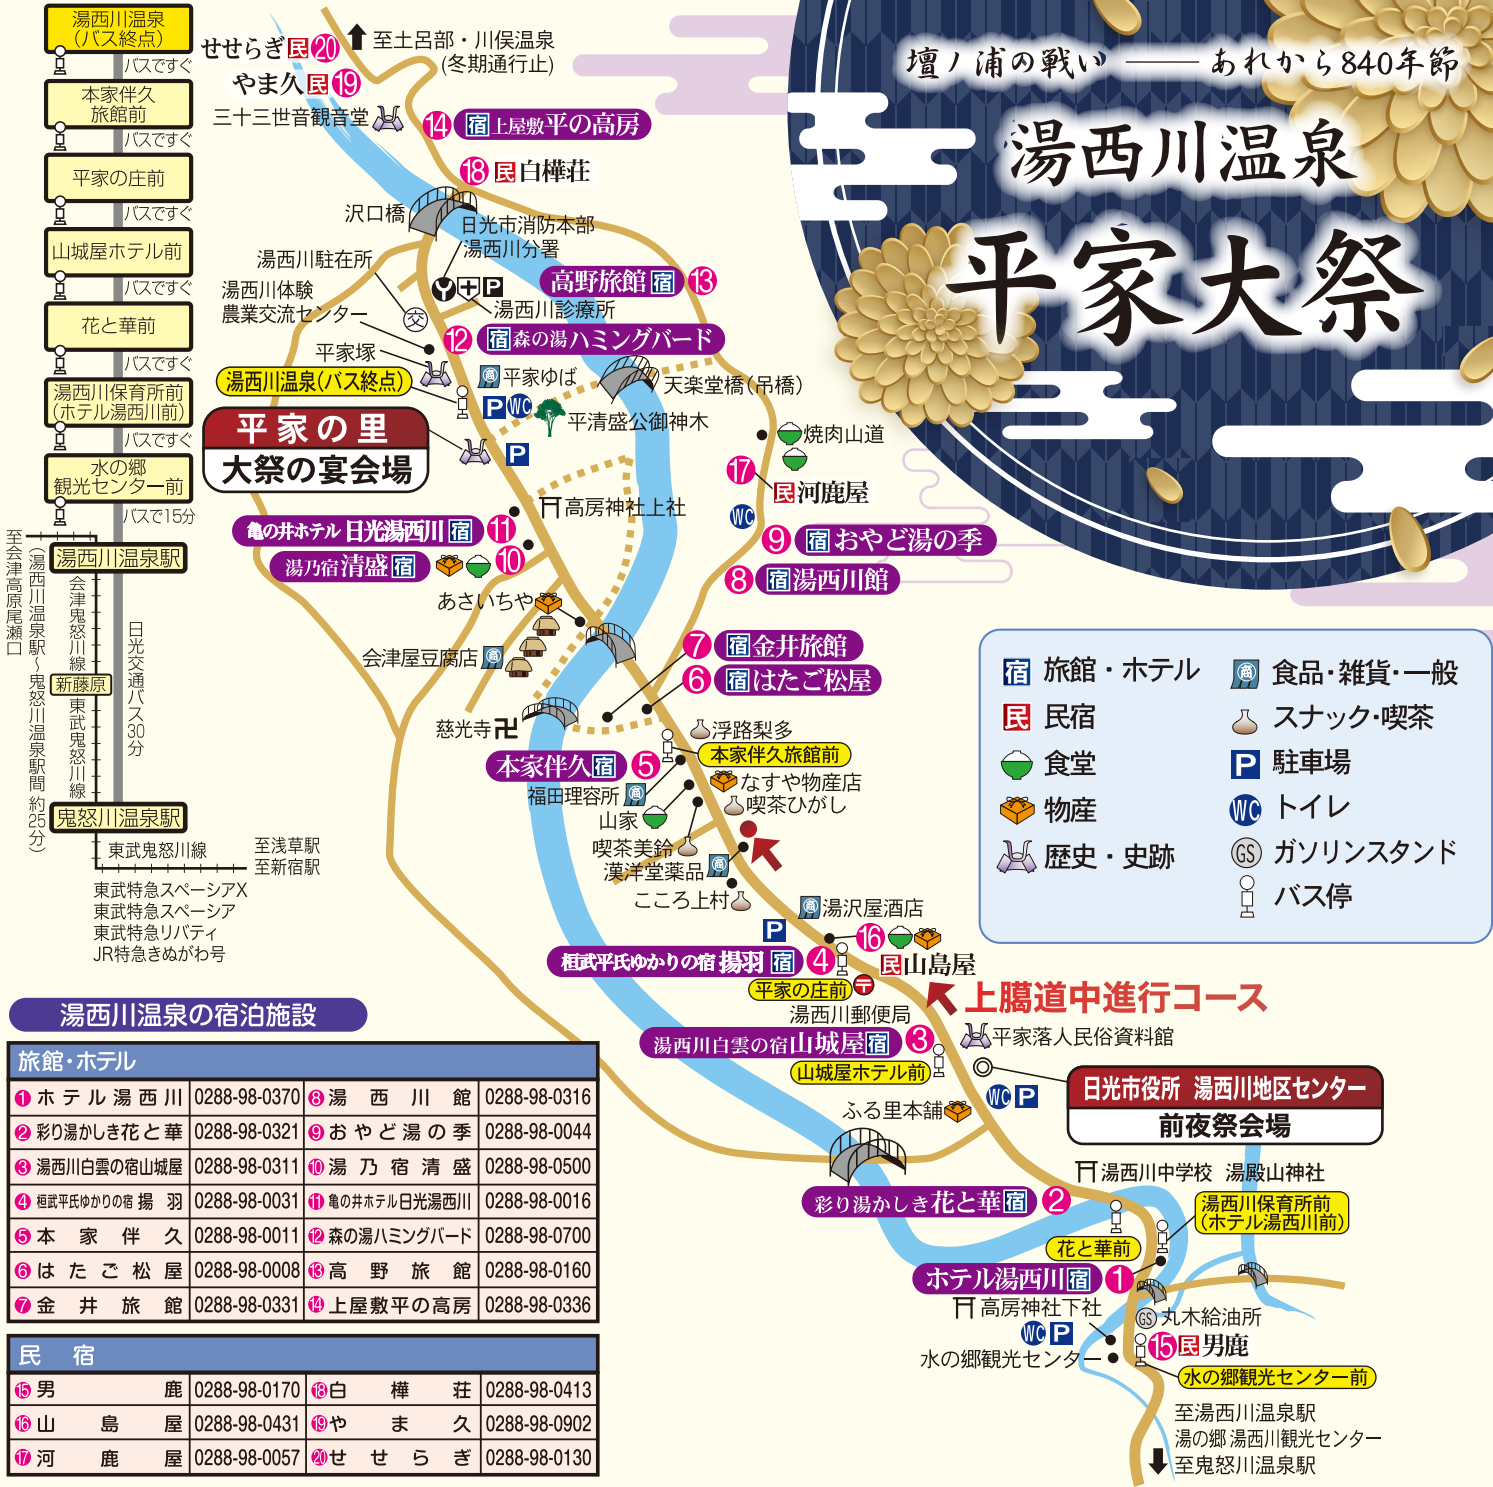 壇ノ浦の戦い ―― あれから840年節
湯西川温泉
平家大祭
湯西川温泉
(バス終点)
バスですぐ
本家伴久
旅館前
バスですぐ
平家の庄前
バスですぐ
山城屋ホテル前
バスですぐ
花と華前
バスですぐ
湯西川保育所前
(ホテル湯西川前)
バスですぐ
水の郷
観光センター前
バスで15分
湯西川温泉駅
至会津高原尾瀬口
(湯西川温泉駅~鬼怒川温泉駅間 約25分)
会津鬼怒川線
新藤原
東武鬼怒川線
日光交通バス30分
鬼怒川温泉駅
東武鬼怒川線
至浅草駅
至新宿駅
東武特急スペーシアX
東武特急スペーシア
東武特急リバティ
JR特急きぬがわ号
せせらぎ 民 20
やま久 民 19
三十三世音観音堂
至土呂部・川俣温泉
(冬期通行止)
14 宿 上屋敷平の高房
18 民 白樺荘
沢口橋
日光市消防本部
湯西川分署
湯西川駐在所
交
高野旅館 宿 13
湯西川体験
農業交流センター
P
湯西川診療所
12 宿 森の湯ハミングバード
平家塚
湯西川温泉(バス終点)
商 平家ゆば
P WC
天楽堂橋(吊橋)
平清盛公御神木
平家の里
大祭の宴会場
P
焼肉山道
17
民 河鹿屋
高房神社上社
WC
亀の井ホテル 日光湯西川 宿 11
9 宿 おやど湯の季
湯乃宿 清盛 宿 10
8 宿 湯西川館
あさいちや
会津屋豆腐店 商
7 宿 金井旅館
6 宿 はたご松屋
慈光寺卍
浮路梨多
本家伴久旅館前
本家伴久 宿 5
なすや物産店
福田理容所 商
喫茶ひがし
山家
喫茶美鈴
漢洋堂薬品 商
こころ上村
商 湯沢屋酒店
P
16
桓武平氏ゆかりの宿 揚羽 宿 4
民 山島屋
平家の庄前
〒
湯西川郵便局
上臈道中進行コース
湯西川白雲の宿 山城屋 宿 3
平家落人民俗資料館
山城屋ホテル前
WC P
日光市役所 湯西川地区センター
前夜祭会場
ふる里本舗
湯西川中学校 湯殿山神社
彩り湯かしき 花と華 宿 2
湯西川保育所前
(ホテル湯西川前)
花と華前
ホテル湯西川 宿 1
高房神社下社
GS 丸木給油所
WC P
15 民 男鹿
水の郷観光センター
水の郷観光センター前
至湯西川温泉駅
湯の郷 湯西川観光センター
至鬼怒川温泉駅
宿 旅館・ホテル
民 民宿
食堂
物産
歴史・史跡
商 食品・雑貨・一般
スナック・喫茶
P 駐車場
WC トイレ
GS ガソリンスタンド
バス停
湯西川温泉の宿泊施設
旅館・ホテル
1 ホテル湯西川 0288-98-0370 8 湯西川館 0288-98-0316
2 彩り湯かしき花と華 0288-98-0321 9 おやど湯の季 0288-98-0044
3 湯西川白雲の宿山城屋 0288-98-0311 10 湯乃宿清盛 0288-98-0500
4 桓武平氏ゆかりの宿 揚羽 0288-98-0031 11 亀の井ホテル 日光湯西川 0288-98-0016
5 本家伴久 0288-98-0011 12 森の湯ハミングバード 0288-98-0700
6 はたご松屋 0288-98-0008 13 高野旅館 0288-98-0160
7 金井旅館 0288-98-0331 14 上屋敷平の高房 0288-98-0336
民宿
15 男鹿 0288-98-0170 18 白樺荘 0288-98-0413
16 山島屋 0288-98-0431 19 やま久 0288-98-0902
17 河鹿屋 0288-98-0057 20 せせらぎ 0288-98-0130